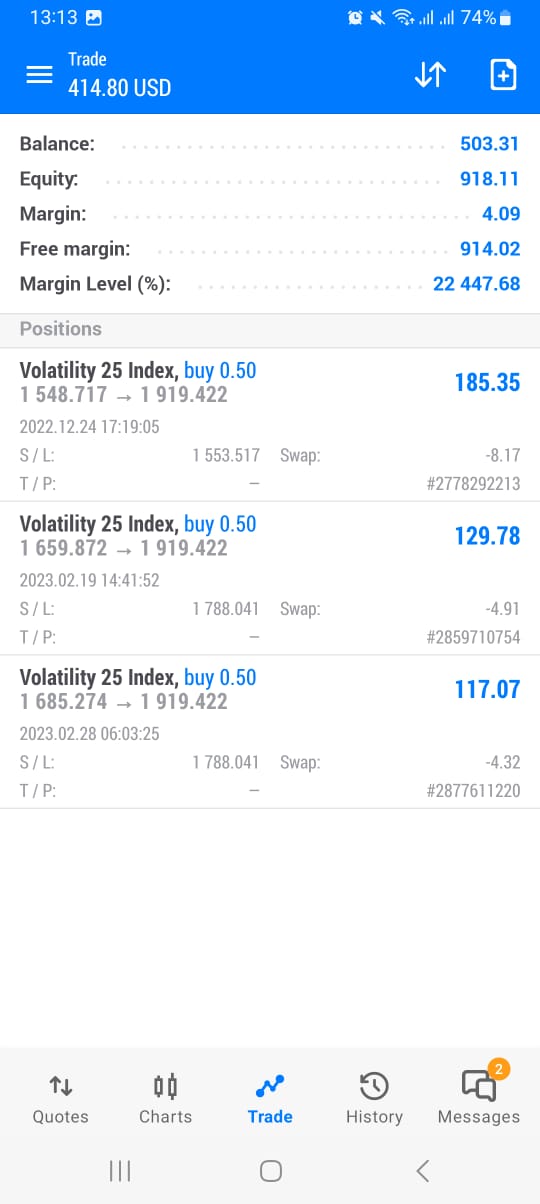 13:13 74%
Trade
414.80 USD
Balance: 503.31
Equity: 918.11
Margin: 4.09
Free margin: 914.02
Margin Level (%): 22 447.68
Positions
Volatility 25 Index, buy 0.50 185.35
1 548.717 → 1 919.422
2022.12.24 17:19:05
S / L: 1 553.517 Swap: -8.17
T / P: – #2778292213
Volatility 25 Index, buy 0.50 129.78
1 659.872 → 1 919.422
2023.02.19 14:41:52
S / L: 1 788.041 Swap: -4.91
T / P: – #2859710754
Volatility 25 Index, buy 0.50 117.07
1 685.274 → 1 919.422
2023.02.28 06:03:25
S / L: 1 788.041 Swap: -4.32
T / P: – #2877611220
2
Quotes Charts Trade History Messages